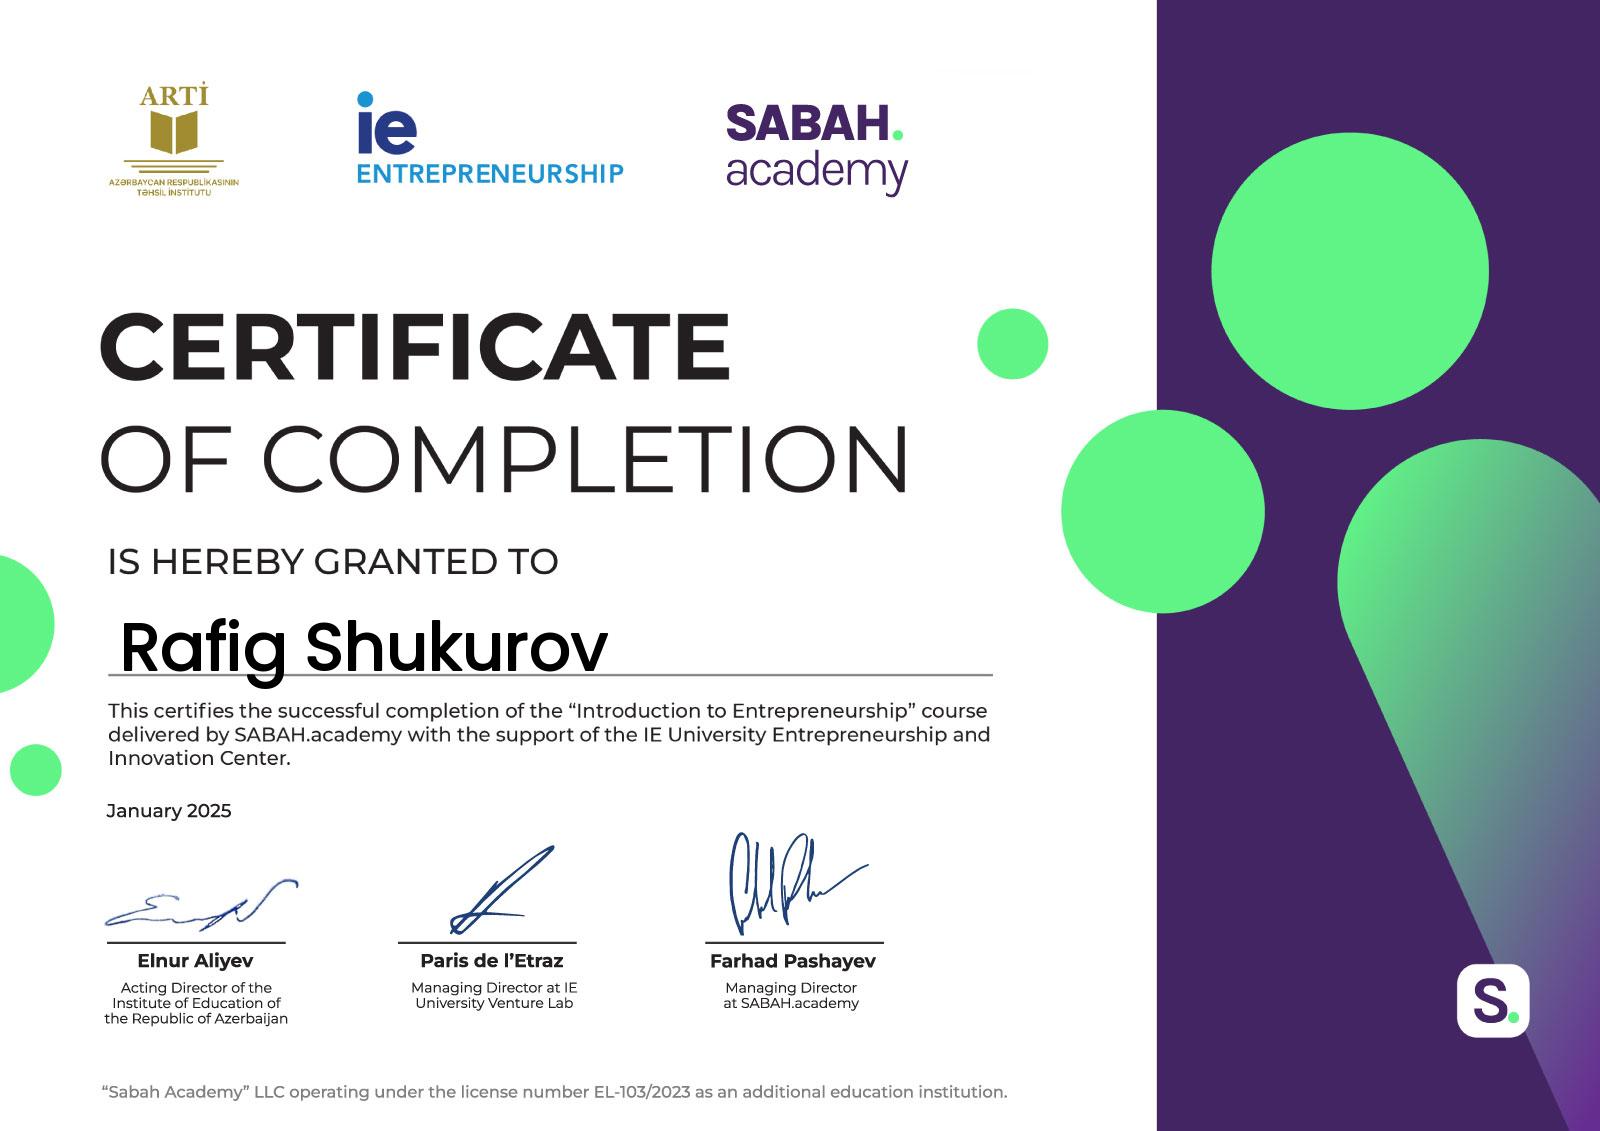 ARTİ
AZƏRBAYCAN RESPUBLİKASININ
TƏHSİL İNSTİTUTU
ie
ENTREPRENEURSHIP
SABAH.
academy
CERTIFICATE
OF COMPLETION
IS HEREBY GRANTED TO
Rafig Shukurov
This certifies the successful completion of the “Introduction to Entrepreneurship” course
delivered by SABAH.academy with the support of the IE University Entrepreneurship and
Innovation Center.
January 2025
Elnur Aliyev
Acting Director of the
Institute of Education of
the Republic of Azerbaijan
Paris de l’Etraz
Managing Director at IE
University Venture Lab
Farhad Pashayev
Managing Director
at SABAH.academy
S.
“Sabah Academy” LLC operating under the license number EL-103/2023 as an additional education institution.